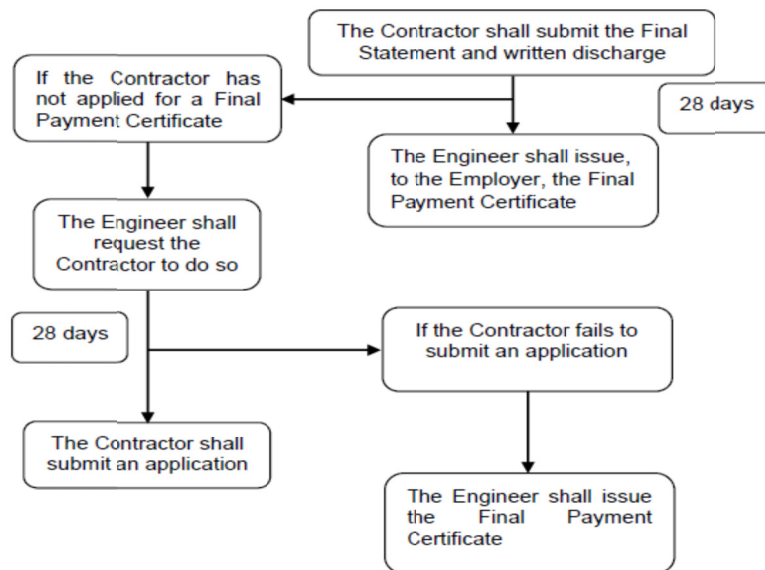 The Contractor shall submit the Final
Statement and written discharge
If the Contractor has
not applied for a Final
Payment Certificate
28 days
The Engineer shall issue,
to the Employer, the Final
Payment Certificate
The Engineer shall
request the
Contractor to do so
28 days
If the Contractor fails to
submit an application
The Contractor shall
submit an application
The Engineer shall issue
the Final Payment
Certificate